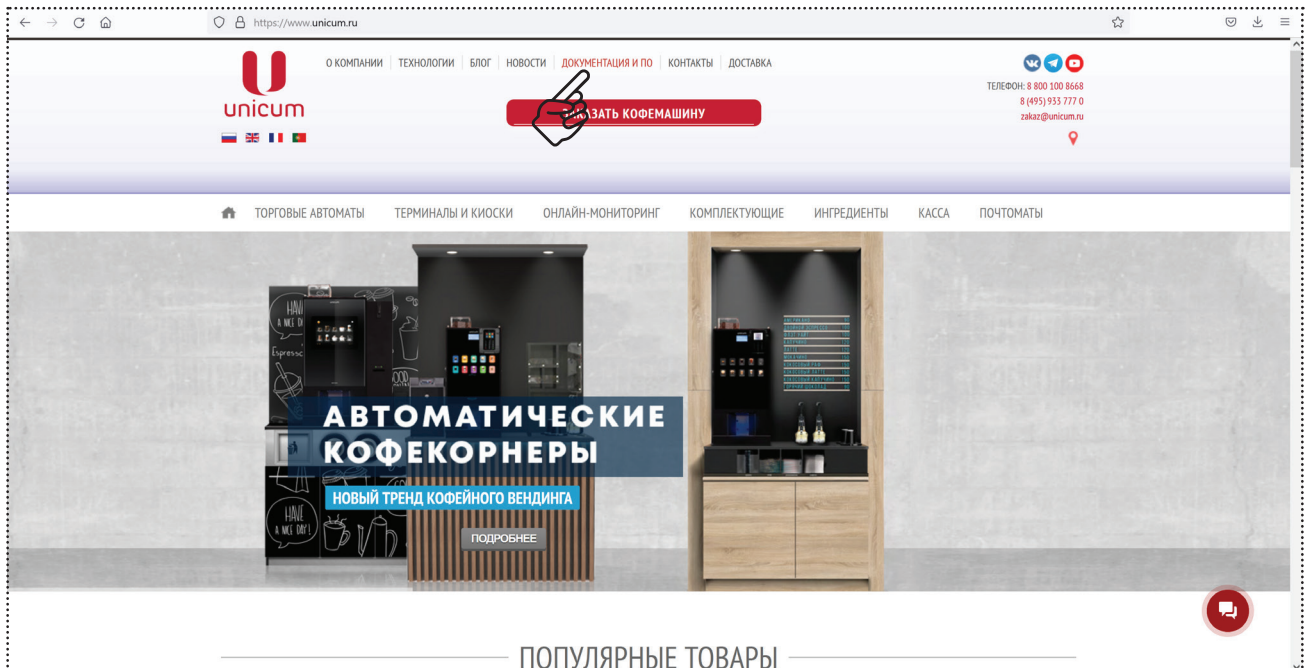 https://www.unicum.ru
unicum
О КОМПАНИИ ТЕХНОЛОГИИ БЛОГ НОВОСТИ ДОКУМЕНТАЦИЯ И ПО КОНТАКТЫ ДОСТАВКА
ЗАКАЗАТЬ КОФЕМАШИНУ
ТЕЛЕФОН: 8 800 100 8668
8 (495) 933 777 0
zakaz@unicum.ru
ТОРГОВЫЕ АВТОМАТЫ ТЕРМИНАЛЫ И КИОСКИ ОНЛАЙН-МОНИТОРИНГ КОМПЛЕКТУЮЩИЕ ИНГРЕДИЕНТЫ КАССА ПОЧТОМАТЫ
HAVE
A NICE
Espresso
АВТОМАТИЧЕСКИЕ
КОФЕКОРНЕРЫ
НОВЫЙ ТРЕНД КОФЕЙНОГО ВЕНДИНГА
HAVE
A NICE DAY!
ПОДРОБНЕЕ
ПОПУЛЯРНЫЕ ТОВАРЫ